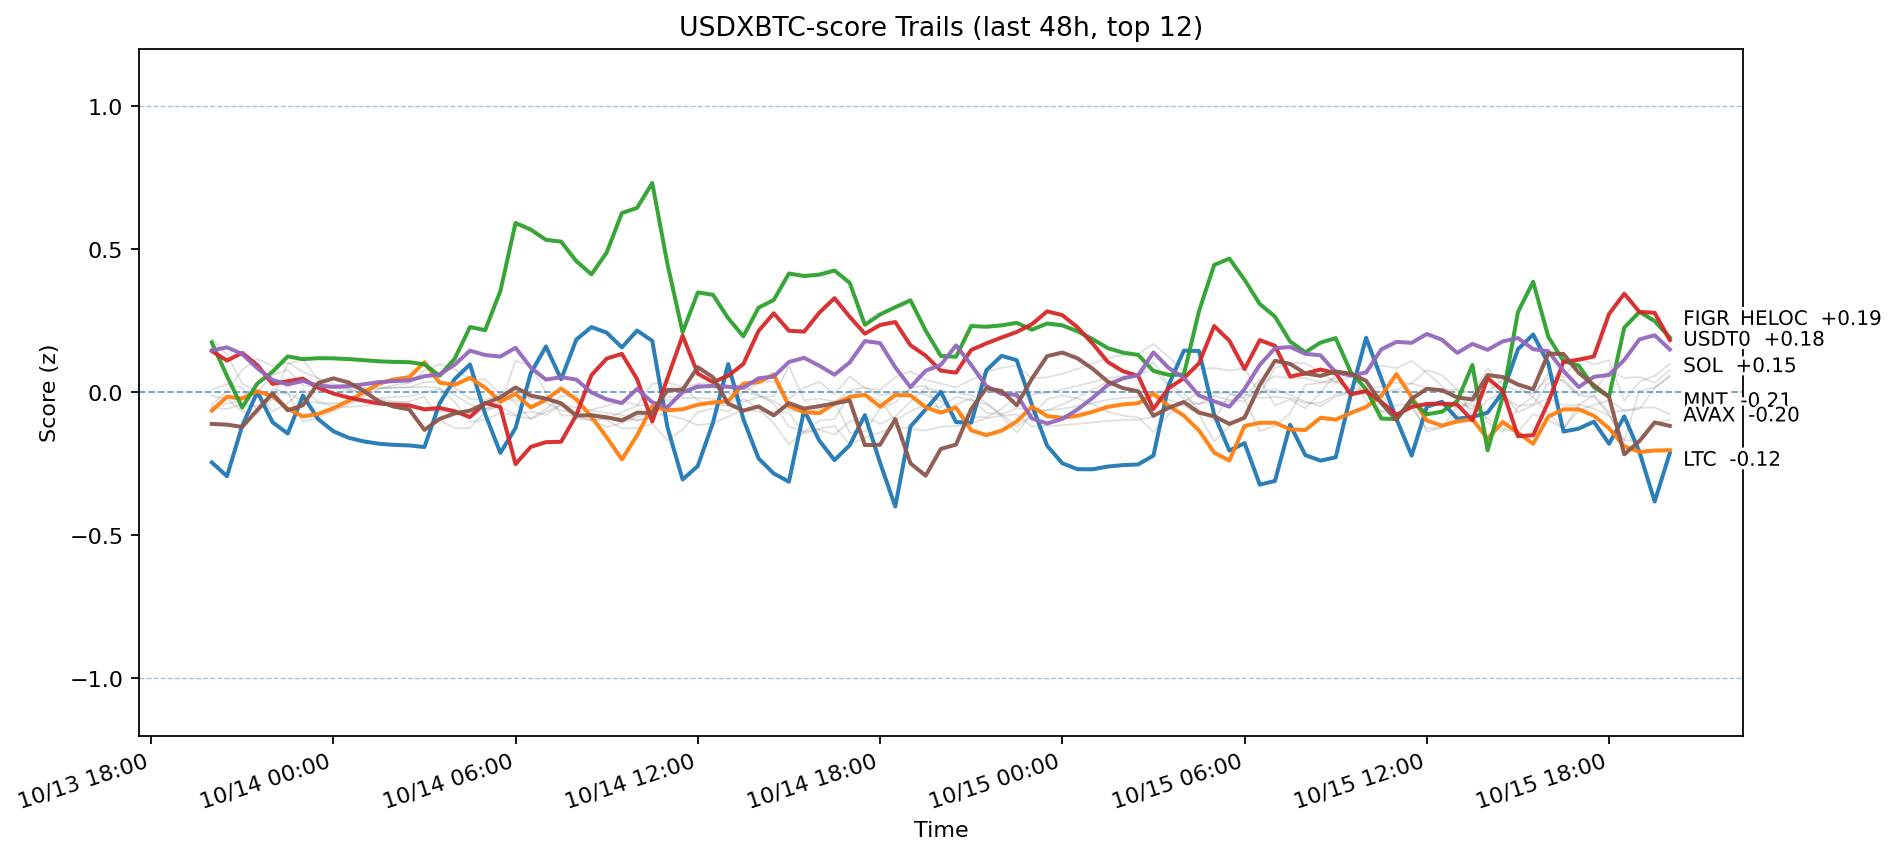 USDXBTC-score Trails (last 48h, top 12)
Score (z)
1.0
0.5
0.0
−0.5
−1.0
FIGR_HELOC +0.19
USDT0 +0.18
SOL +0.15
MNT -0.21
AVAX -0.20
LTC -0.12
10/13 18:00
10/14 00:00
10/14 06:00
10/14 12:00
10/14 18:00
10/15 00:00
10/15 06:00
10/15 12:00
10/15 18:00
Time